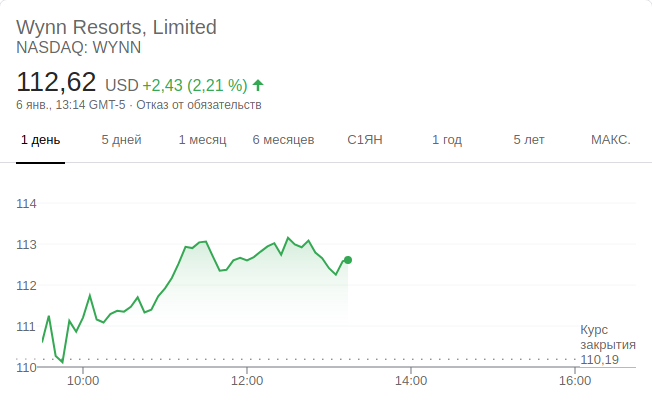 Wynn Resorts, Limited
NASDAQ: WYNN
112,62 USD +2,43 (2,21 %)
6 янв., 13:14 GMT-5 · Отказ от обязательств
1 день 5 дней 1 месяц 6 месяцев С1ЯН 1 год 5 лет МАКС.
114
113
112
111
Курс
закрытия
110,19
110
10:00 12:00 14:00 16:00